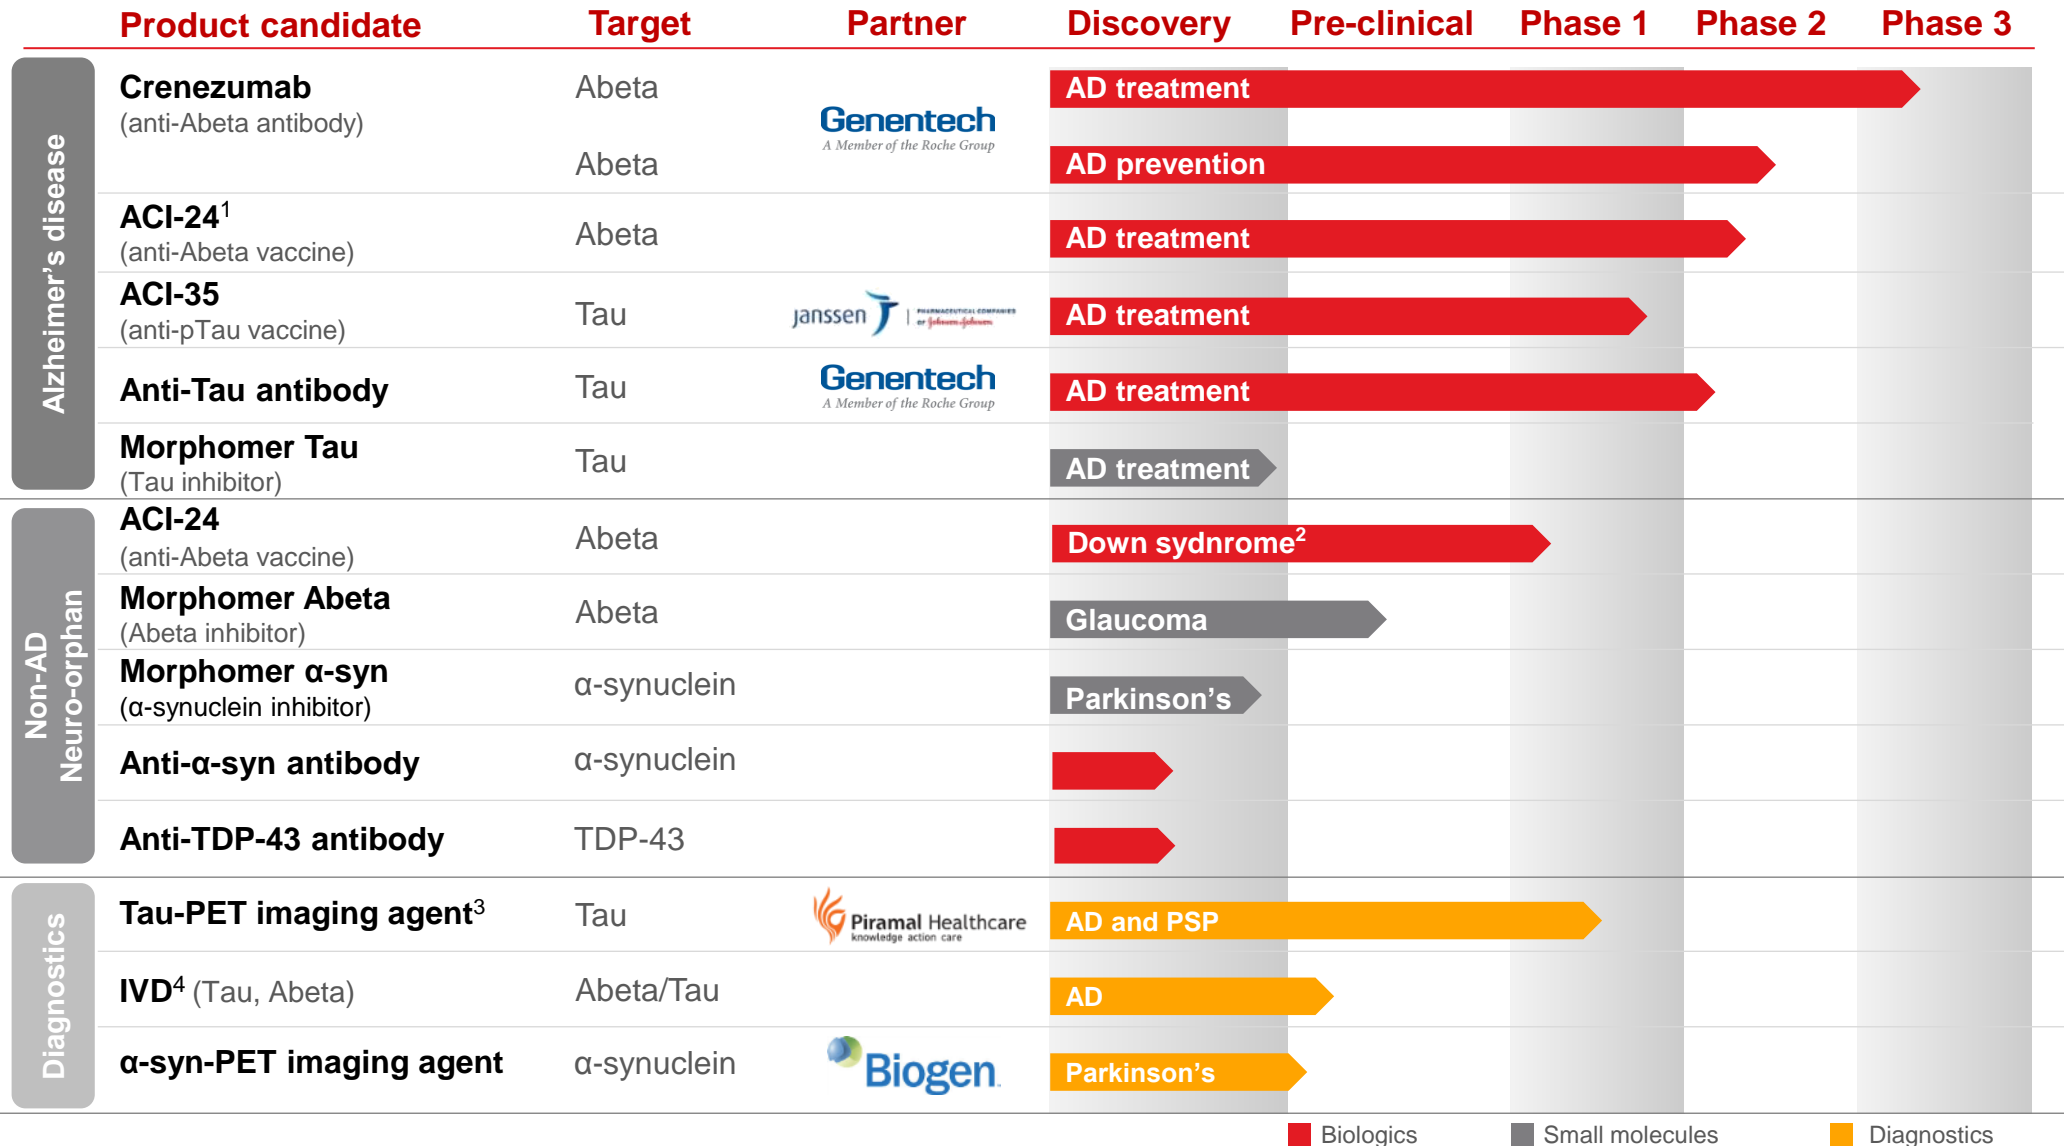 Product candidate Target Partner Discovery Pre-clinical Phase 1 Phase 2 Phase 3
Alzheimer's disease
Crenezumab Abeta AD treatment
(anti-Abeta antibody)
Genentech
A Member of the Roche Group
Abeta AD prevention
ACI-24¹ Abeta AD treatment
(anti-Abeta vaccine)
ACI-35 Tau AD treatment
(anti-pTau vaccine)
janssen PHARMACEUTICAL COMPANIES
OF Johnson & Johnson
Anti-Tau antibody Tau AD treatment
Genentech
A Member of the Roche Group
Morphomer Tau Tau AD treatment
(Tau inhibitor)
Non-AD
Neuro-orphan
ACI-24 Abeta Down sydnrome²
(anti-Abeta vaccine)
Morphomer Abeta Abeta Glaucoma
(Abeta inhibitor)
Morphomer α-syn α-synuclein Parkinson's
(α-synuclein inhibitor)
Anti-α-syn antibody α-synuclein
Anti-TDP-43 antibody TDP-43
Diagnostics
Tau-PET imaging agent³ Tau Piramal Healthcare AD and PSP
knowledge action care
IVD⁴ (Tau, Abeta) Abeta/Tau AD
α-syn-PET imaging agent α-synuclein Biogen Parkinson's
Biologics Small molecules Diagnostics